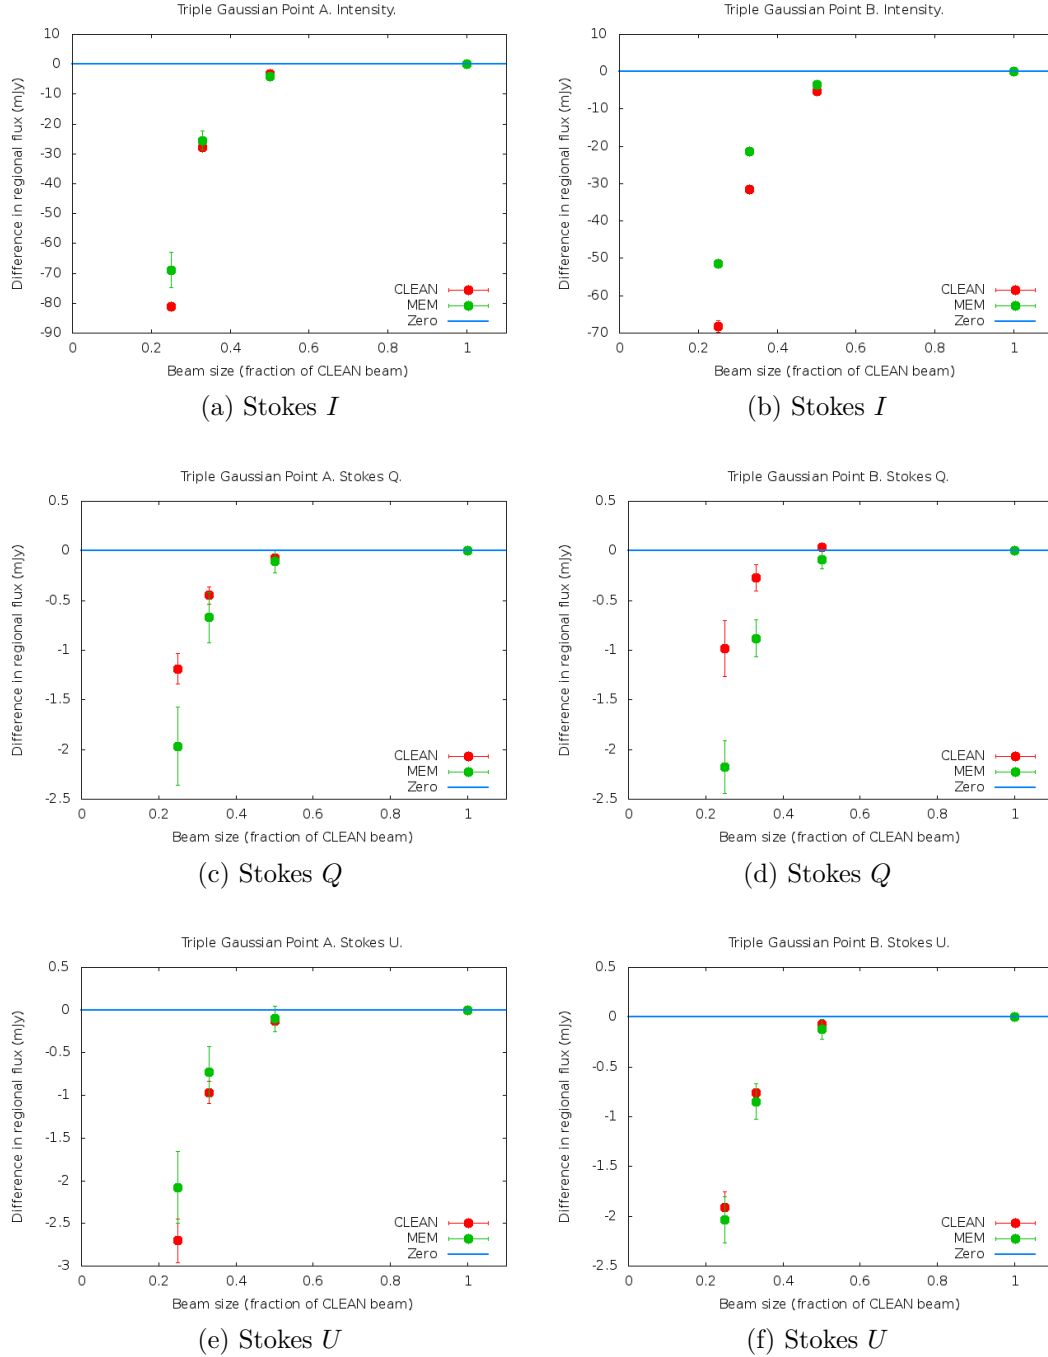 Triple Gaussian Point A. Intensity.
Difference in regional flux (mJy)
10
0
-10
-20
-30
-40
-50
-60
-70
-80
-90
CLEAN
MEM
Zero
0 0.2 0.4 0.6 0.8 1
Beam size (fraction of CLEAN beam)
(a) Stokes I
Triple Gaussian Point B. Intensity.
Difference in regional flux (mJy)
10
0
-10
-20
-30
-40
-50
-60
-70
CLEAN
MEM
Zero
0 0.2 0.4 0.6 0.8 1
Beam size (fraction of CLEAN beam)
(b) Stokes I
Triple Gaussian Point A. Stokes Q.
Difference in regional flux (mJy)
0.5
0
-0.5
-1
-1.5
-2
-2.5
CLEAN
MEM
Zero
0 0.2 0.4 0.6 0.8 1
Beam size (fraction of CLEAN beam)
(c) Stokes Q
Triple Gaussian Point B. Stokes Q.
Difference in regional flux (mJy)
0.5
0
-0.5
-1
-1.5
-2
-2.5
CLEAN
MEM
Zero
0 0.2 0.4 0.6 0.8 1
Beam size (fraction of CLEAN beam)
(d) Stokes Q
Triple Gaussian Point A. Stokes U.
Difference in regional flux (mJy)
0.5
0
-0.5
-1
-1.5
-2
-2.5
-3
CLEAN
MEM
Zero
0 0.2 0.4 0.6 0.8 1
Beam size (fraction of CLEAN beam)
(e) Stokes U
Triple Gaussian Point B. Stokes U.
Difference in regional flux (mJy)
0.5
0
-0.5
-1
-1.5
-2
-2.5
CLEAN
MEM
Zero
0 0.2 0.4 0.6 0.8 1
Beam size (fraction of CLEAN beam)
(f) Stokes U